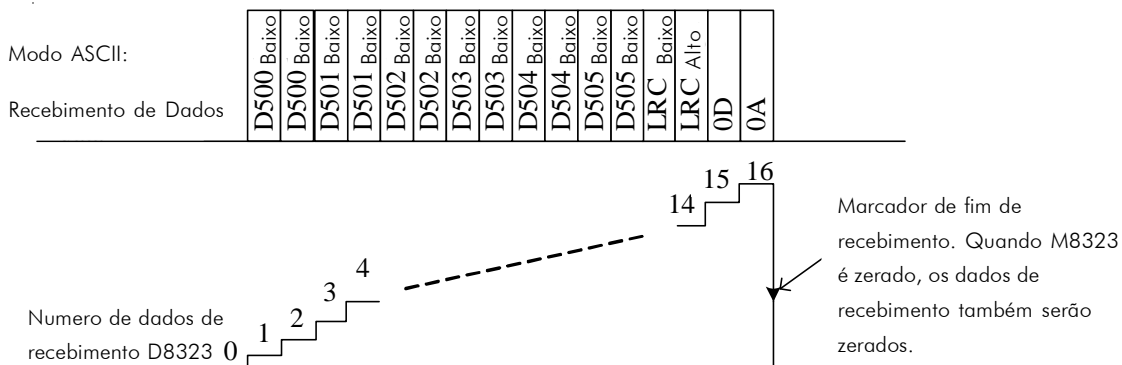 Modo ASCII:
Recebimento de Dados
D500 Baixo
D500 Baixo
D501 Baixo
D501 Baixo
D502 Baixo
D502 Baixo
D503 Baixo
D503 Baixo
D504 Baixo
D504 Baixo
D505 Baixo
D505 Baixo
LRC Baixo
LRC Alto
0D
0A
Numero de dados de
recebimento D8323
0
1
2
3
4
14
15
16
Marcador de fim de
recebimento. Quando M8323
é zerado, os dados de
recebimento também serão
zerados.